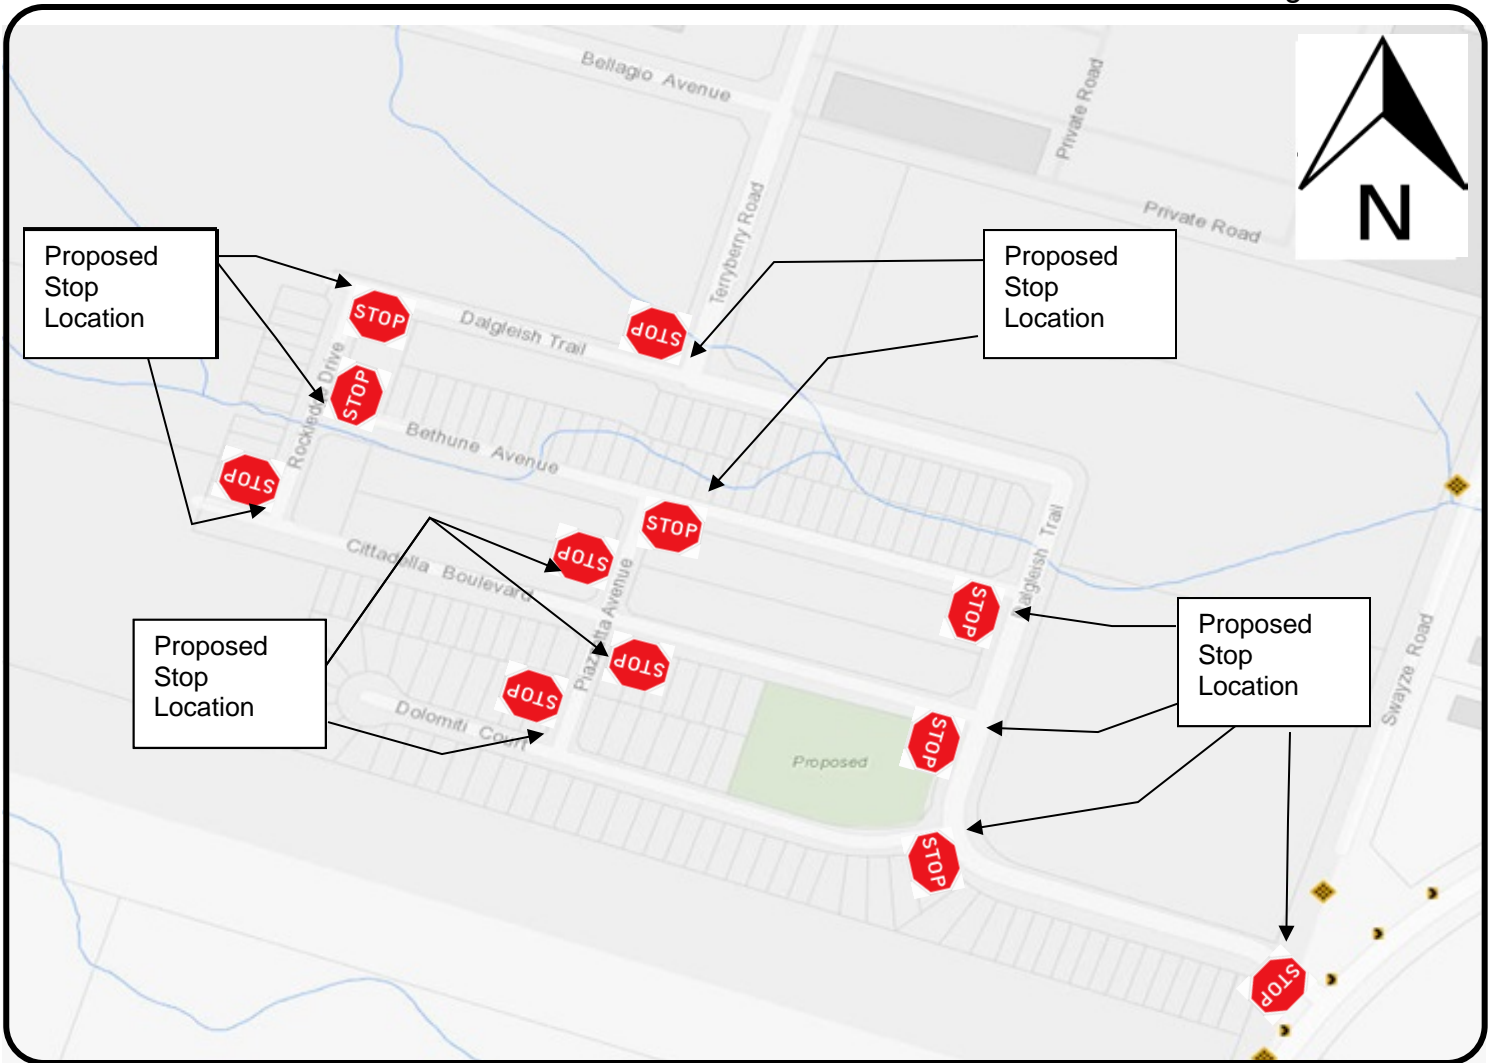 Bellagio Avenue
Private Road
N
Private Road
Terryberry Road
Proposed
Stop
Location
Proposed
Stop
Location
STOP
Dalgleish Trail
STOP
Drive
STOP
Bethune Avenue
STOP
STOP
Cittadella Boulevard
STOP
Avenue
Dalgleish Trail
STOP
Proposed
Stop
Location
Proposed
Stop
Location
Swayze Road
STOP
STOP
Dolomiti Court
Proposed
STOP
STOP
STOP